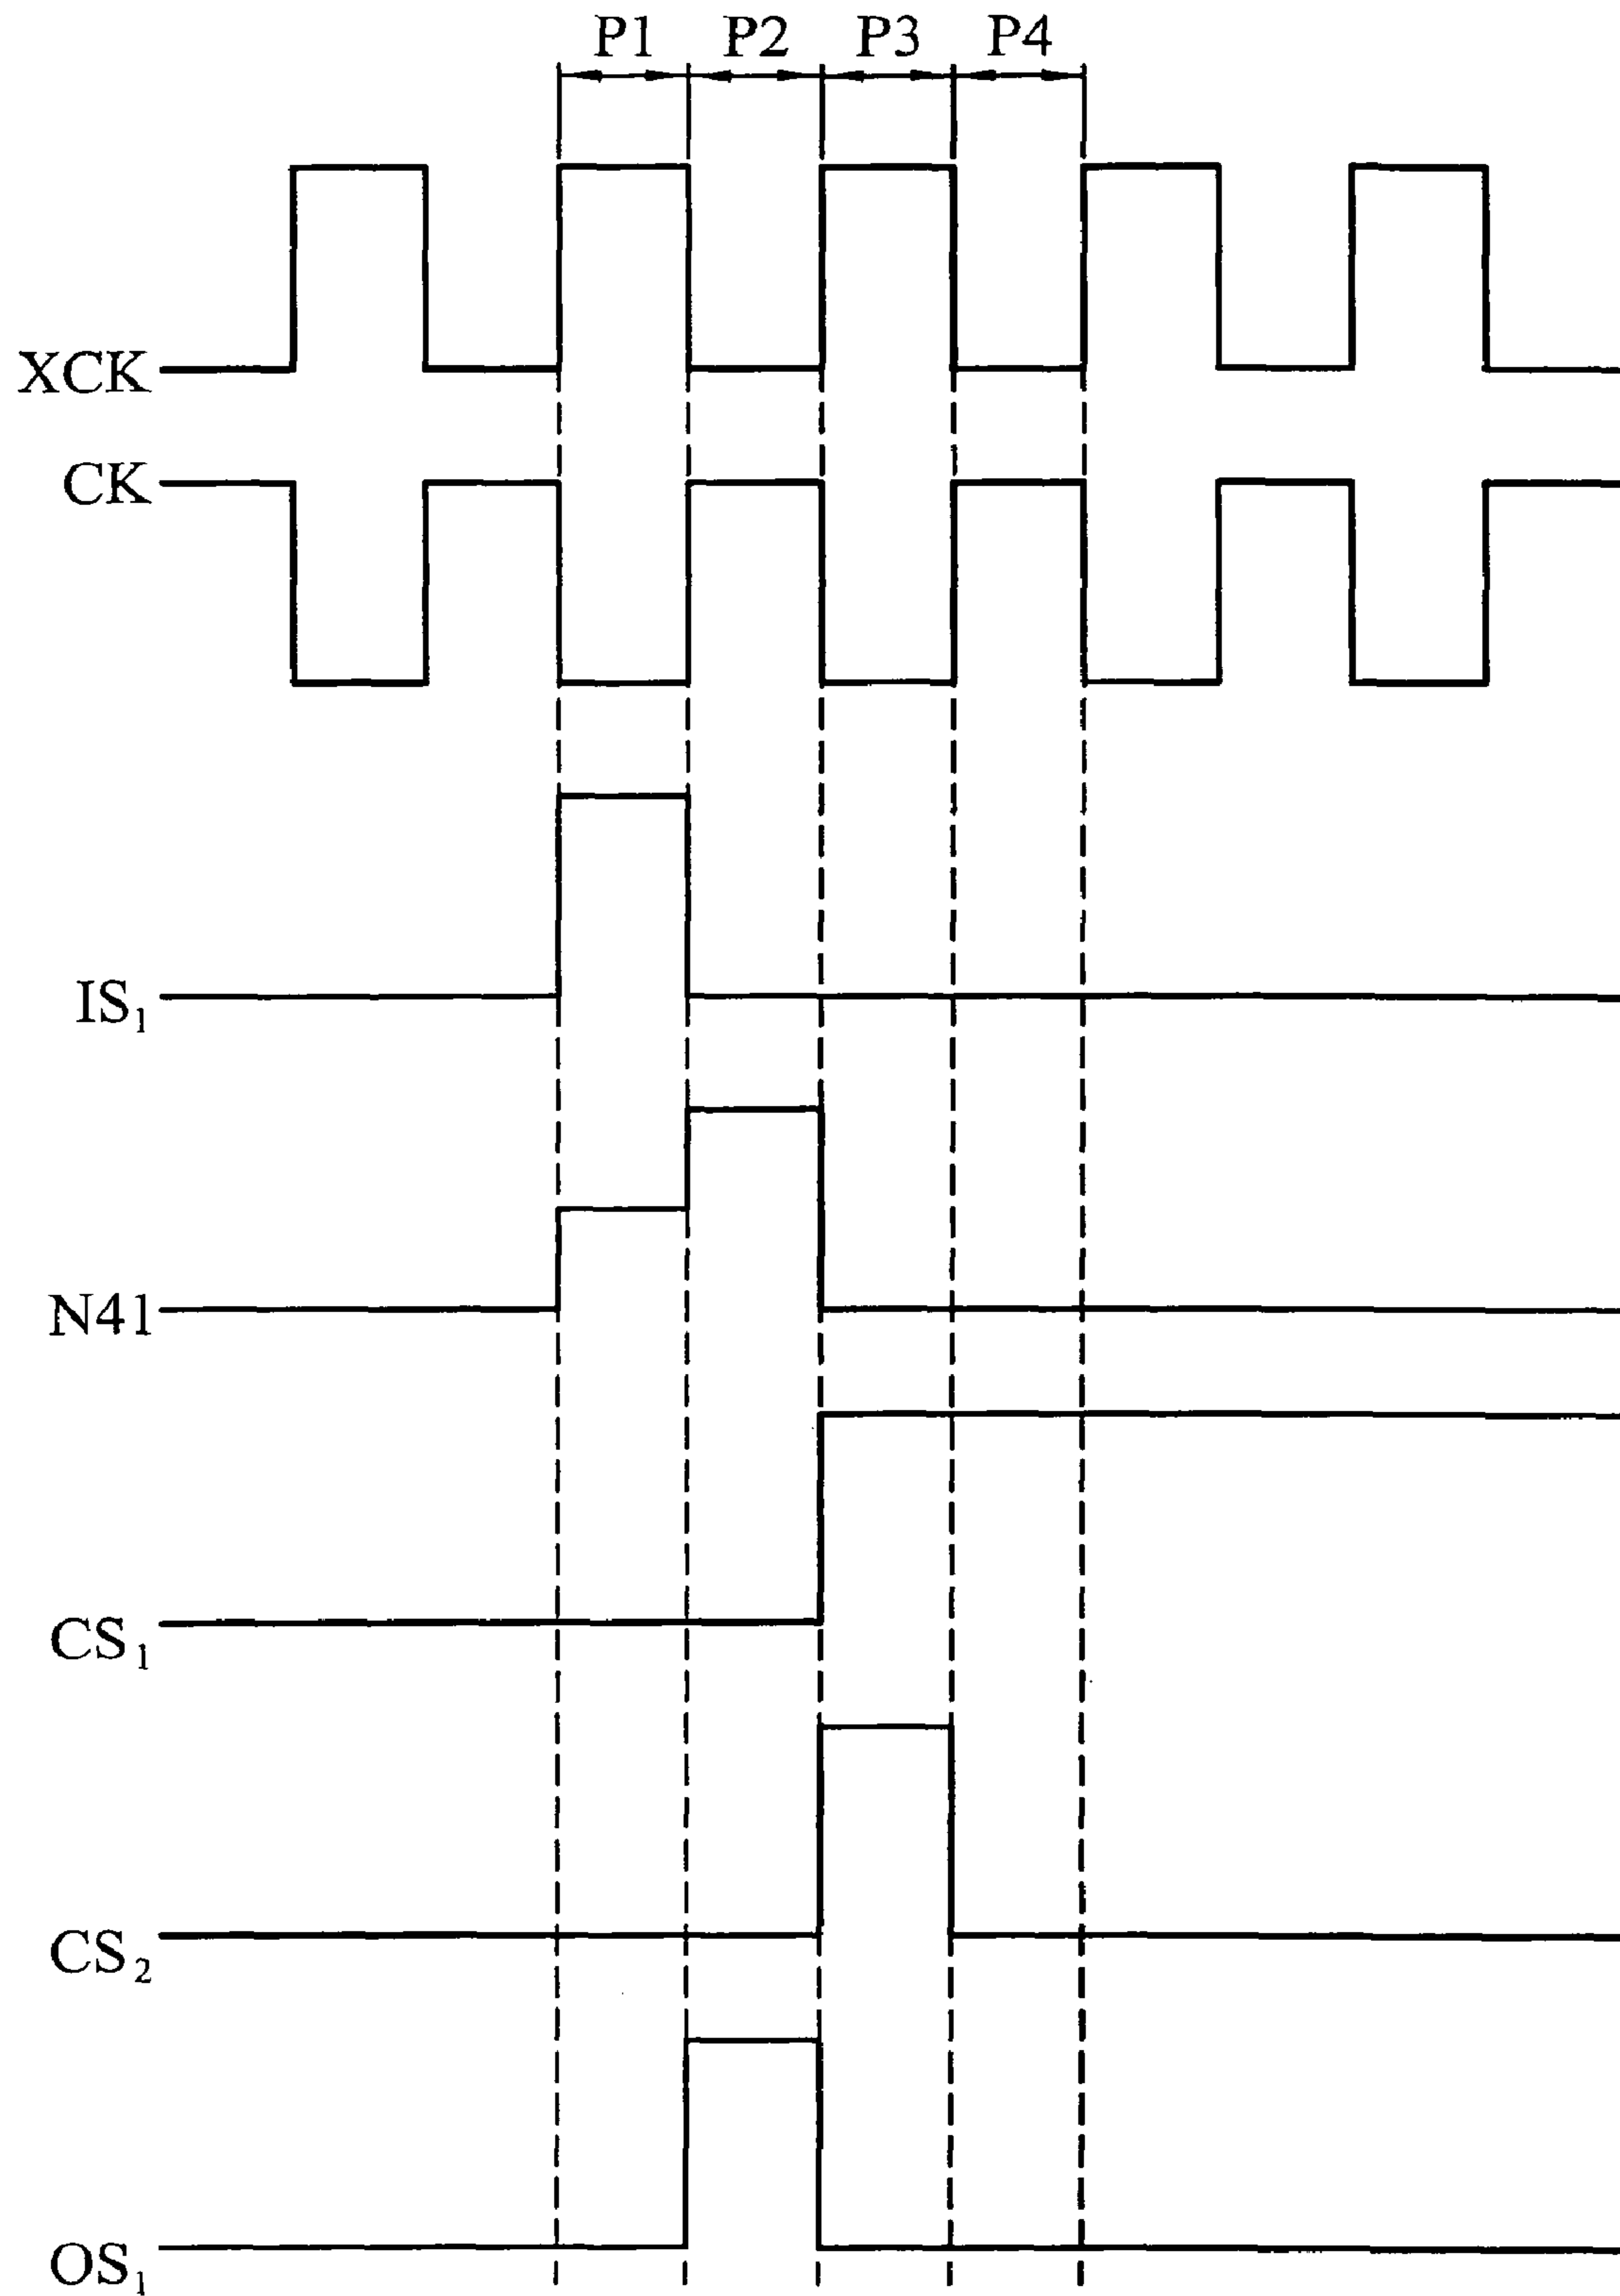 P1 P2 P3 P4
XCK
CK
IS₁
N41
CS₁
CS₂
OS₁